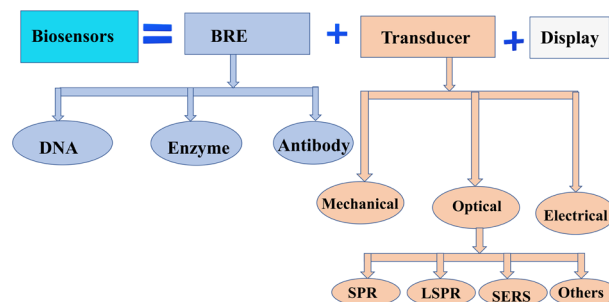 Biosensors = BRE + Transducer + Display
DNA Enzyme Antibody
Mechanical Optical Electrical
SPR LSPR SERS Others